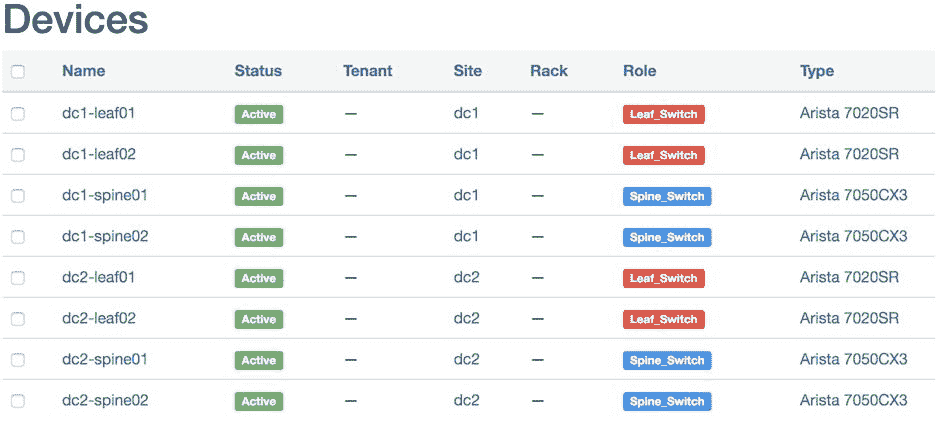 Devices
Name Status Tenant Site Rack Role Type
dc1-leaf01 Active — dc1 — Leaf_Switch Arista 7020SR
dc1-leaf02 Active — dc1 — Leaf_Switch Arista 7020SR
dc1-spine01 Active — dc1 — Spine_Switch Arista 7050CX3
dc1-spine02 Active — dc1 — Spine_Switch Arista 7050CX3
dc2-leaf01 Active — dc2 — Leaf_Switch Arista 7020SR
dc2-leaf02 Active — dc2 — Leaf_Switch Arista 7020SR
dc2-spine01 Active — dc2 — Spine_Switch Arista 7050CX3
dc2-spine02 Active — dc2 — Spine_Switch Arista 7050CX3